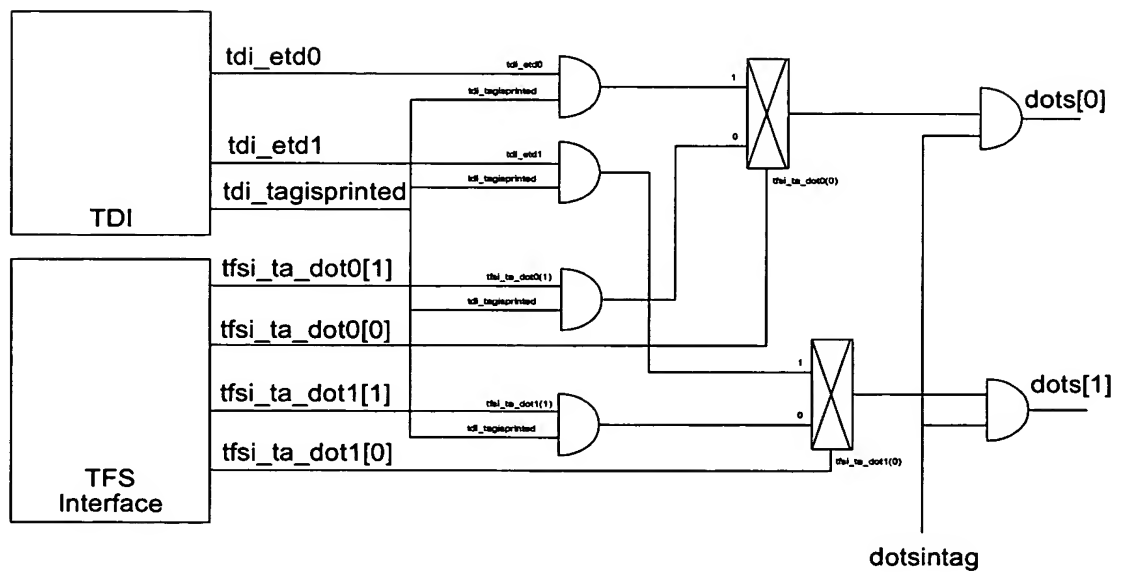 tdi_etd0
tdi_etd0
tdi_tagisprinted
1
dots[0]
tdi_etd1
tdi_etd1
0
tdi_tagisprinted
tfsi_ta_dot0(0)
tdi_tagisprinted
TDI
tfsi_ta_dot0[1]
tfsi_ta_dot0(1)
tdi_tagisprinted
tfsi_ta_dot0[0]
1
tfsi_ta_dot1[1]
tfsi_ta_dot1(1)
dots[1]
0
tdi_tagisprinted
tfsi_ta_dot1[0]
tfsi_ta_dot1(0)
TFS
Interface
dotsintag